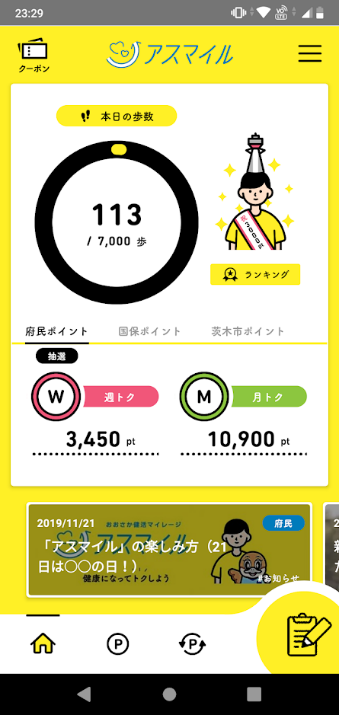 23:29
クーポン
アスマイル
本日の歩数
113
/ 7,000 歩
ランキング
府民ポイント
国保ポイント
茨木市ポイント
抽選
W
週トク
M
月トク
3,450 pt
10,900 pt
2019/11/21
府民
おおさか健活マイレージ
アスマイル
「アスマイル」の楽しみ方（21
日は〇〇の日！）
健康になってトクしよう
#お知らせ
P
P